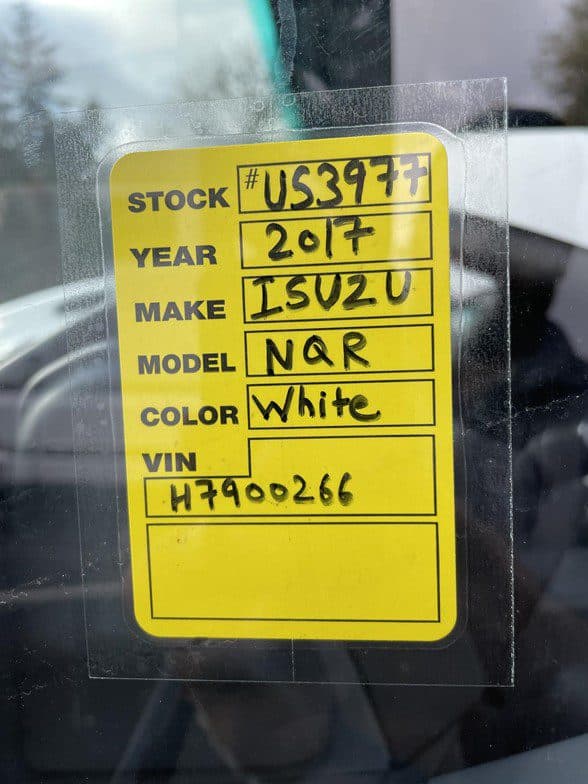 STOCK #US3977
YEAR 2017
MAKE ISUZU
MODEL NQR
COLOR White
VIN
H7900266